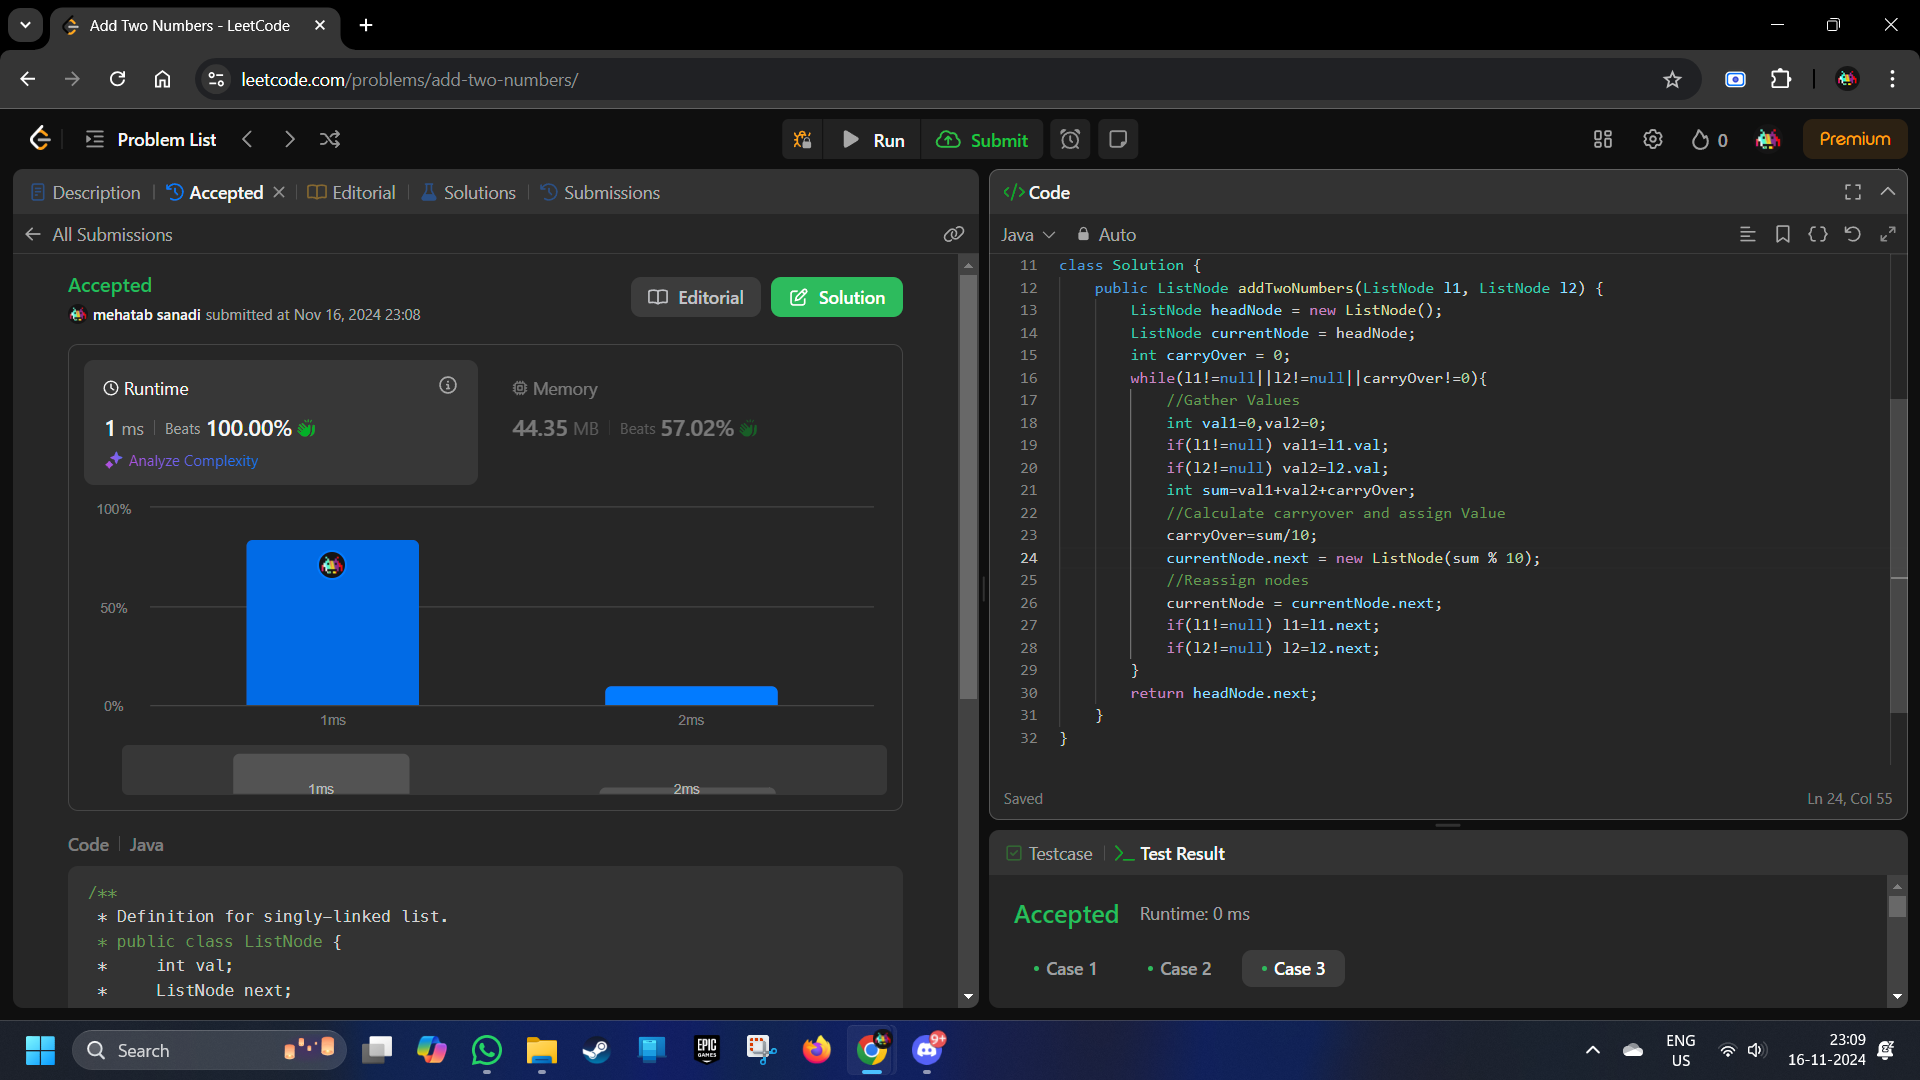 Add Two Numbers - LeetCode
leetcode.com/problems/add-two-numbers/
Problem List
Run
Submit
0
Premium
Description
Accepted
Editorial
Solutions
Submissions
All Submissions
Accepted
mehatab sanadi submitted at Nov 16, 2024 23:08
Editorial
Solution
Runtime
1 ms
Beats 100.00%
Analyze Complexity
Memory
44.35 MB
Beats 57.02%
100%
50%
0%
1ms
2ms
1ms
2ms
Code
Java
/**
* Definition for singly-linked list.
* public class ListNode {
*     int val;
*     ListNode next;
</> Code
Java
Auto
11 class Solution {
12     public ListNode addTwoNumbers(ListNode l1, ListNode l2) {
13         ListNode headNode = new ListNode();
14         ListNode currentNode = headNode;
15         int carryOver = 0;
16         while(l1!=null||l2!=null||carryOver!=0){
17             //Gather Values
18             int val1=0,val2=0;
19             if(l1!=null) val1=l1.val;
20             if(l2!=null) val2=l2.val;
21             int sum=val1+val2+carryOver;
22             //Calculate carryover and assign Value
23             carryOver=sum/10;
24             currentNode.next = new ListNode(sum % 10);
25             //Reassign nodes
26             currentNode = currentNode.next;
27             if(l1!=null) l1=l1.next;
28             if(l2!=null) l2=l2.next;
29         }
30         return headNode.next;
31     }
32 }
Saved
Ln 24, Col 55
Testcase
Test Result
Accepted
Runtime: 0 ms
Case 1
Case 2
Case 3
Search
EPIC
GAMES
9+
ENG
US
23:09
16-11-2024